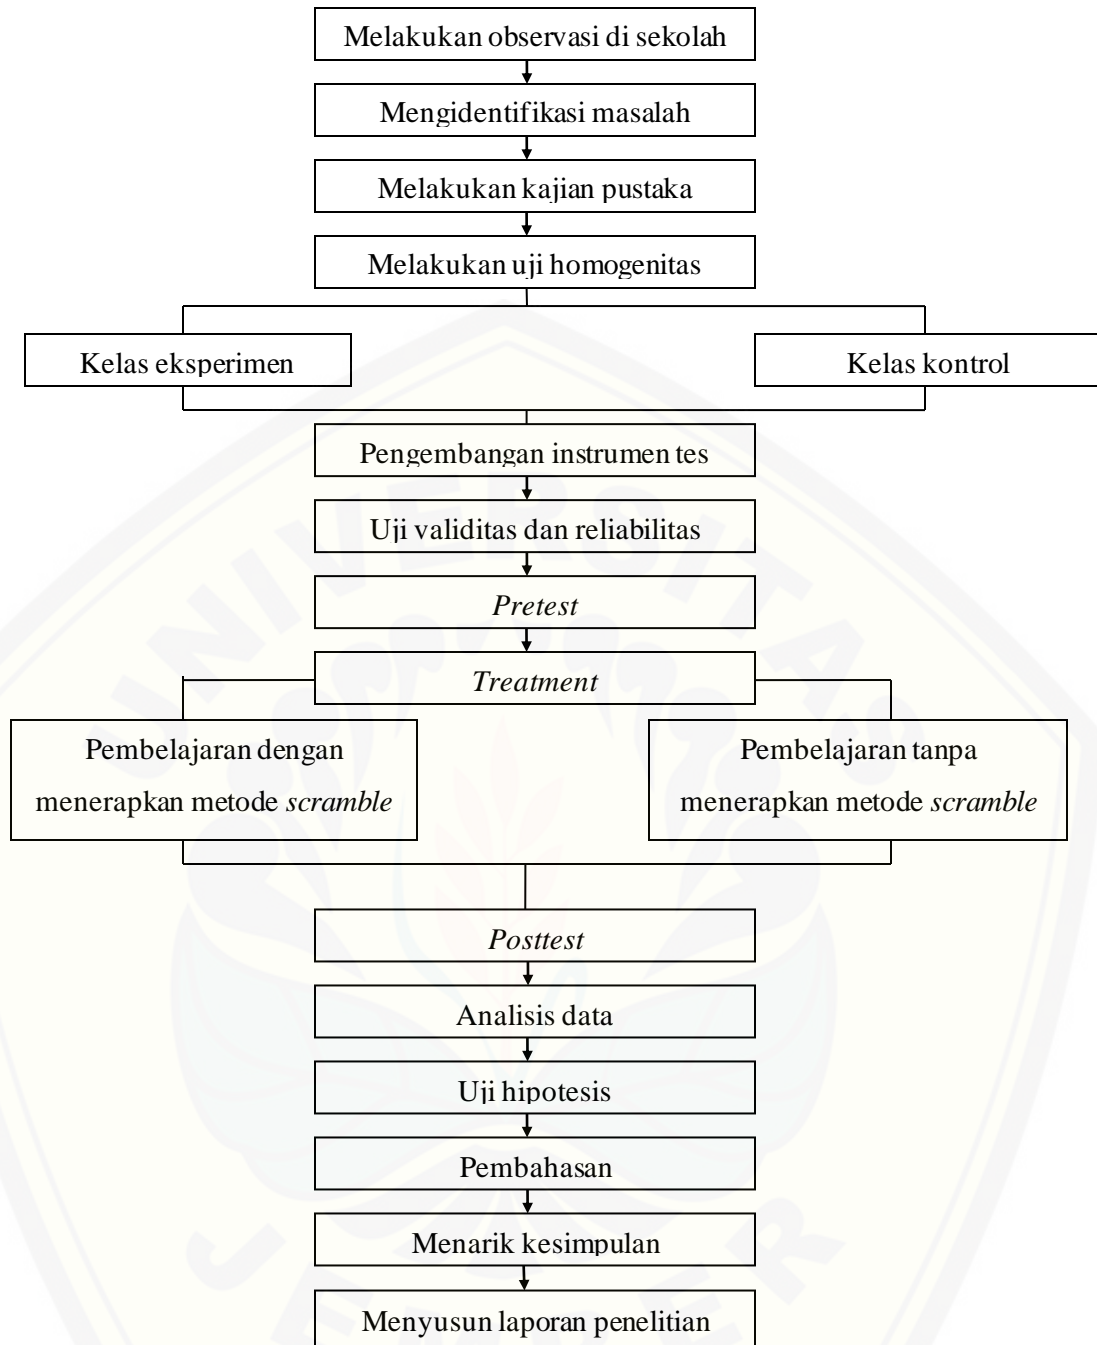 Melakukan observasi di sekolah
Mengidentifikasi masalah
Melakukan kajian pustaka
Melakukan uji homogenitas
Kelas eksperimen
Kelas kontrol
Pengembangan instrumen tes
Uji validitas dan reliabilitas
Pretest
Treatment
Pembelajaran dengan
menerapkan metode scramble
Pembelajaran tanpa
menerapkan metode scramble
Posttest
Analisis data
Uji hipotesis
Pembahasan
Menarik kesimpulan
Menyusun laporan penelitian
UNIVERSITAS
JEMBER